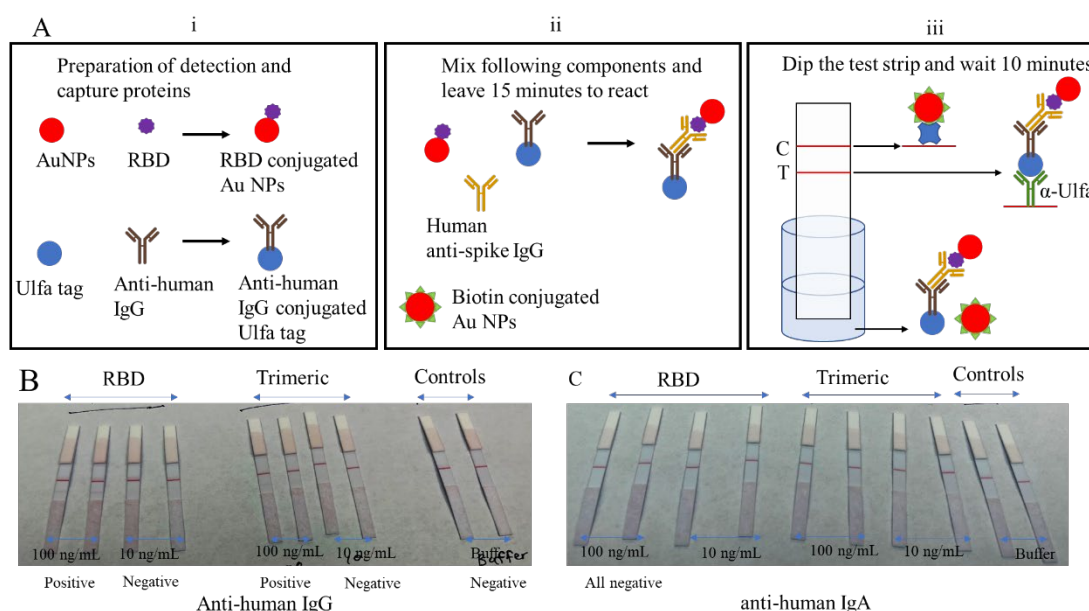 A
i
ii
iii
Preparation of detection and
capture proteins
AuNPs
RBD
RBD conjugated
Au NPs
Ulfa tag
Anti-human
IgG
Anti-human
IgG conjugated
Ulfa tag
Mix following components and
leave 15 minutes to react
Human
anti-spike IgG
Biotin conjugated
Au NPs
Dip the test strip and wait 10 minutes
C
T
α-Ulfa
B
RBD
Trimeric
Controls
100 ng/mL
10 ng/mL
100 ng/mL
10 ng/mL
Buffer
Buffer
Positive
Negative
Positive
Negative
Negative
Anti-human IgG
C
RBD
Trimeric
Controls
100 ng/mL
10 ng/mL
100 ng/mL
10 ng/mL
Buffer
All negative
anti-human IgA